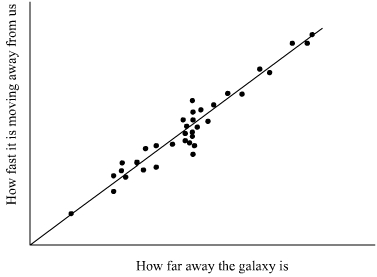 How fast it is moving away from us
How far away the galaxy is